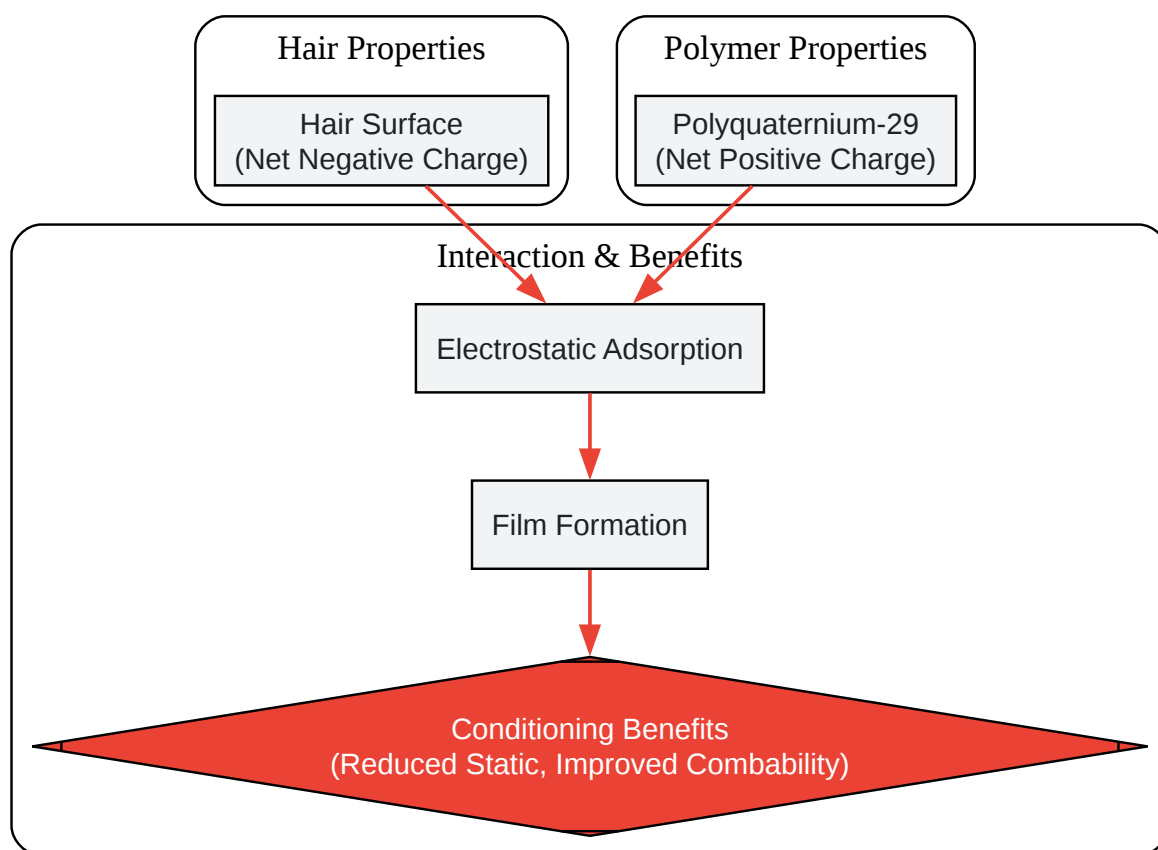 Hair Properties
Polymer Properties
Hair Surface
(Net Negative Charge)
Polyquaternium-29
(Net Positive Charge)
Interaction & Benefits
Electrostatic Adsorption
Film Formation
Conditioning Benefits
(Reduced Static, Improved Combability)